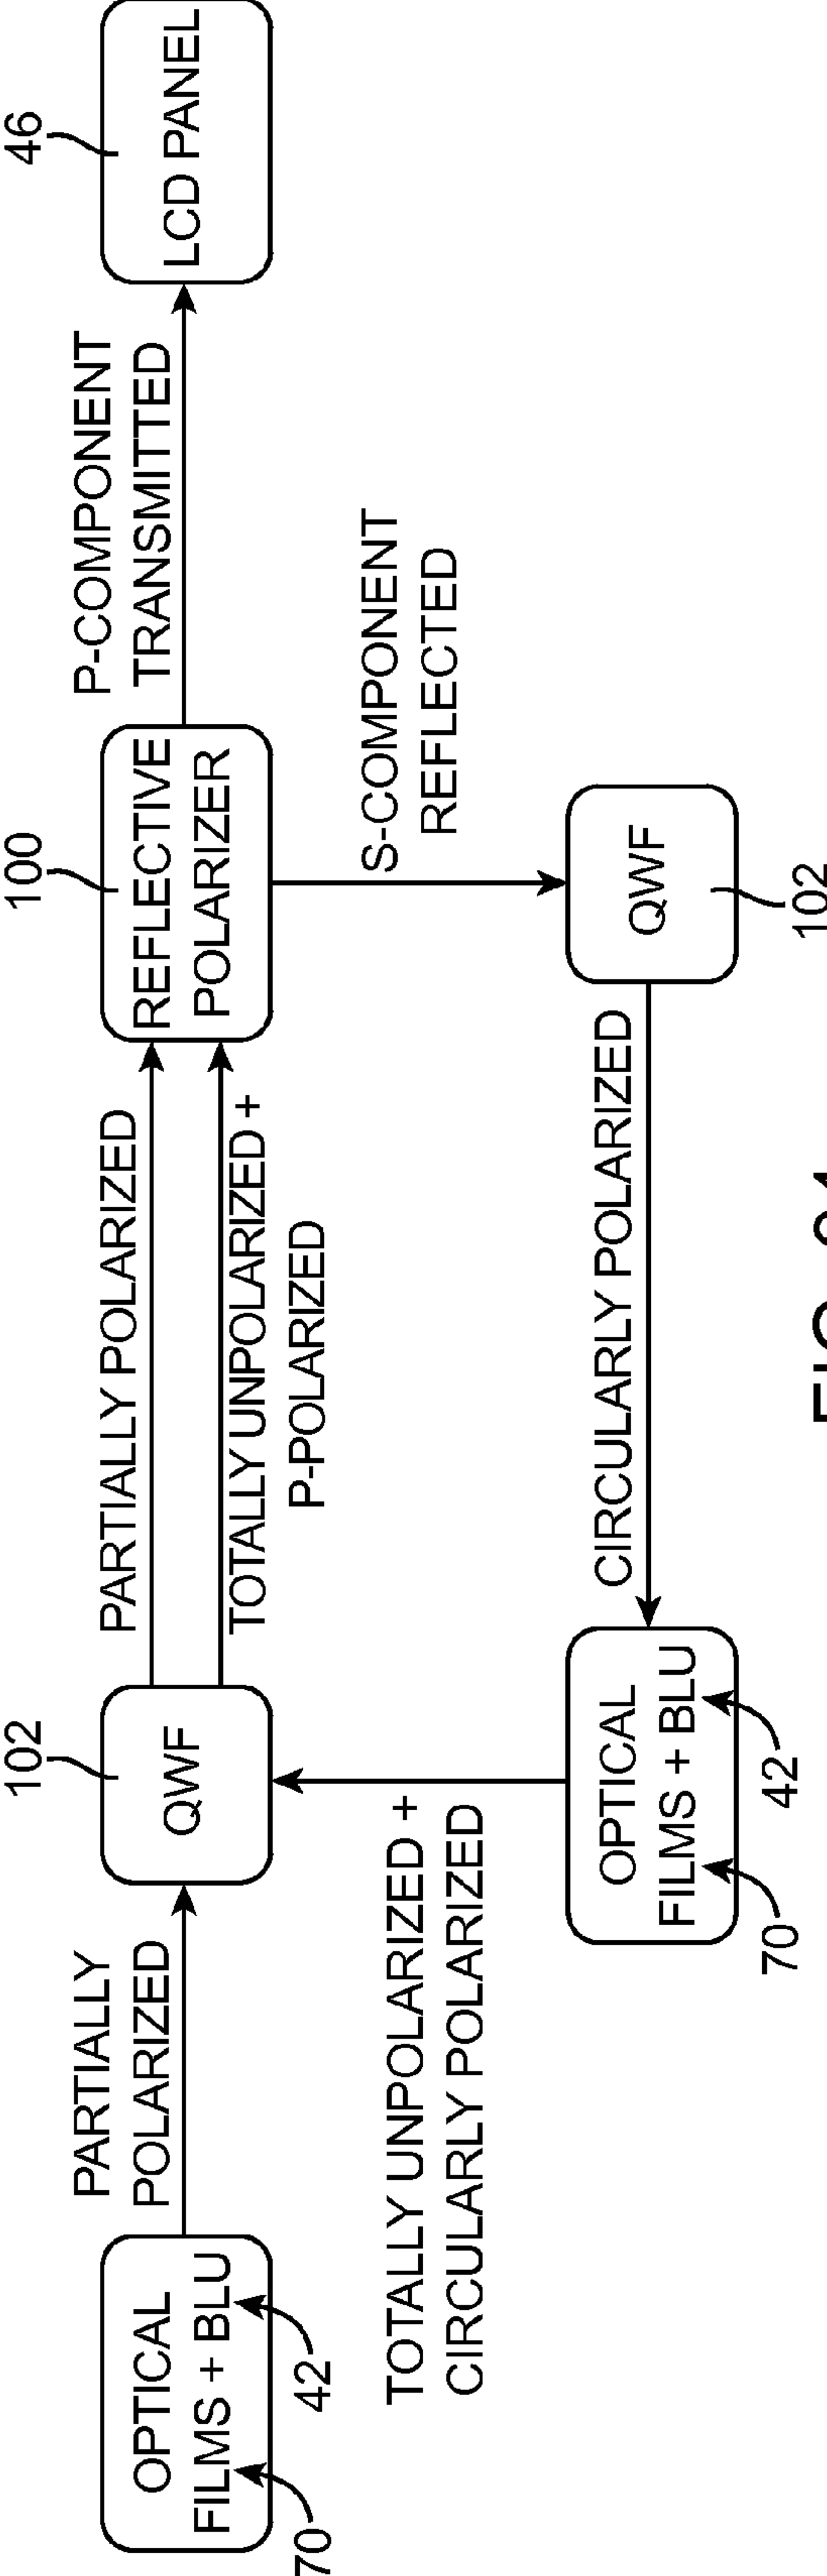 OPTICAL
FILMS + BLU
70
42
PARTIALLY
POLARIZED
102
QWF
PARTIALLY POLARIZED
TOTALLY UNPOLARIZED +
P-POLARIZED
100
REFLECTIVE
POLARIZER
P-COMPONENT
TRANSMITTED
46
LCD PANEL
S-COMPONENT
REFLECTED
QWF
102
CIRCULARLY POLARIZED
OPTICAL
FILMS + BLU
70
42
TOTALLY UNPOLARIZED +
CIRCULARLY POLARIZED
FIG.